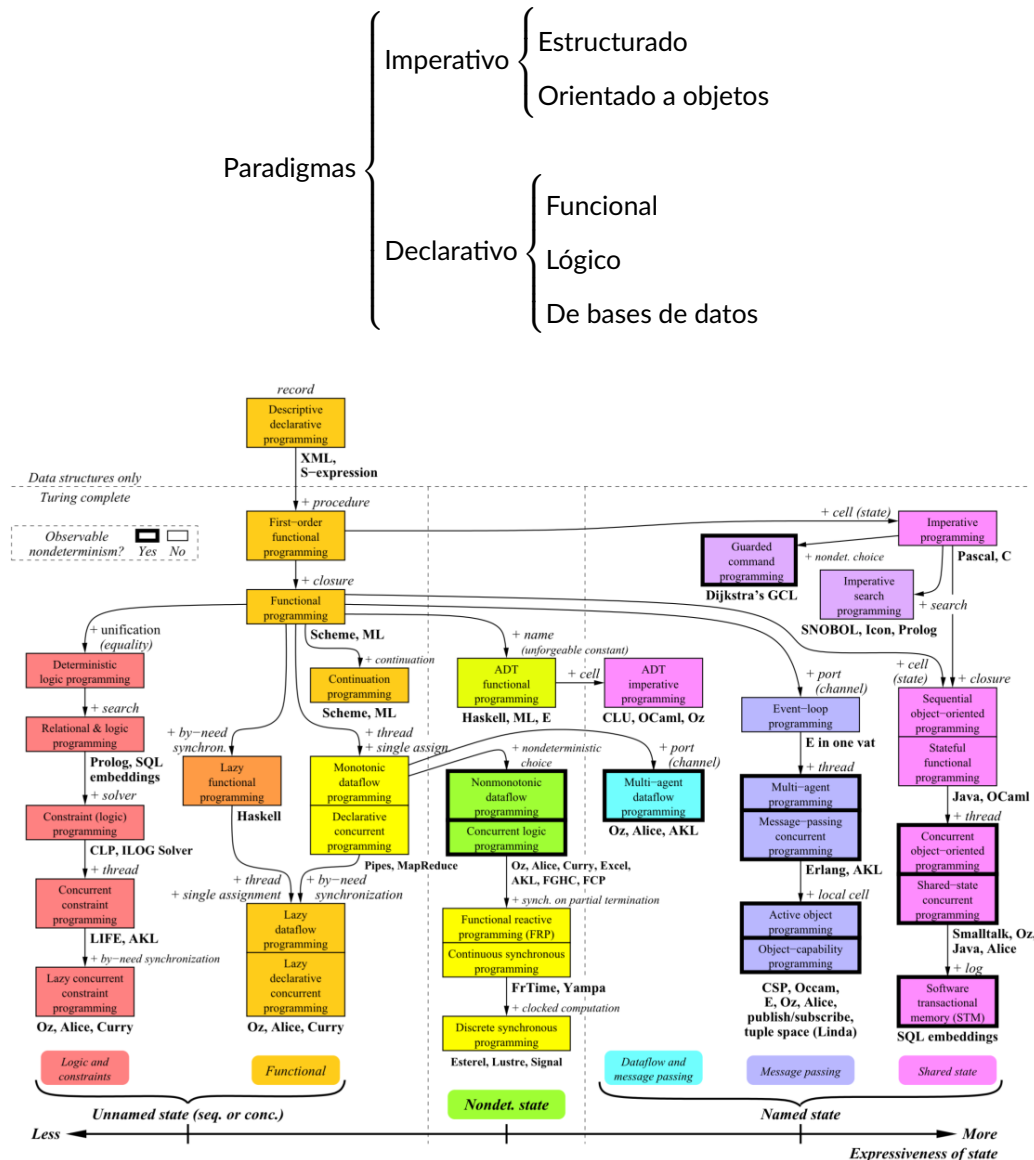 Paradigmas
Imperativo
Estructurado
Orientado a objetos
Declarativo
Funcional
Lógico
De bases de datos
record
Descriptive
declarative
programming
XML,
S−expression
Data structures only
Turing complete
+ procedure
Observable
nondeterminism?
Yes
No
First−order
functional
programming
+ cell (state)
Imperative
programming
Pascal, C
Guarded
command
programming
+ nondet. choice
Dijkstra’s GCL
Imperative
search
programming
+ search
SNOBOL, Icon, Prolog
+ closure
Functional
programming
Scheme, ML
+ unification
(equality)
Deterministic
logic programming
+ search
Relational & logic
programming
Prolog, SQL
embeddings
+ solver
Constraint (logic)
programming
CLP, ILOG Solver
+ thread
Concurrent
constraint
programming
LIFE, AKL
+ by−need synchronization
Lazy concurrent
constraint
programming
Oz, Alice, Curry
+ continuation
Continuation
programming
Scheme, ML
+ by−need
synchron.
Lazy
functional
programming
Haskell
+ thread
+ single assign.
Monotonic
dataflow
programming
Declarative
concurrent
programming
Pipes, MapReduce
+ thread
+ single assignment
+ by−need
synchronization
Lazy
dataflow
programming
Lazy
declarative
concurrent
programming
Oz, Alice, Curry
+ name
(unforgeable constant)
ADT
functional
programming
Haskell, ML, E
+ cell
ADT
imperative
programming
CLU, OCaml, Oz
+ nondeterministic
choice
Nonmonotonic
dataflow
programming
Concurrent logic
programming
Oz, Alice, Curry, Excel,
AKL, FGHC, FCP
+ synch. on partial termination
Functional reactive
programming (FRP)
Continuous synchronous
programming
FrTime, Yampa
+ clocked computation
Discrete synchronous
programming
Esterel, Lustre, Signal
+ port
(channel)
Multi−agent
dataflow
programming
Oz, Alice, AKL
+ port
(channel)
Event−loop
programming
E in one vat
+ thread
Multi−agent
programming
Message−passing
concurrent
programming
Erlang, AKL
+ local cell
Active object
programming
Object−capability
programming
CSP, Occam,
E, Oz, Alice,
publish/subscribe,
tuple space (Linda)
+ cell
(state)
+ closure
Sequential
object−oriented
programming
Stateful
functional
programming
Java, OCaml
+ thread
Concurrent
object−oriented
programming
Shared−state
concurrent
programming
Smalltalk, Oz,
Java, Alice
+ log
Software
transactional
memory (STM)
SQL embeddings
Logic and
constraints
Functional
Nondet. state
Dataflow and
message passing
Message passing
Shared state
Unnamed state (seq. or conc.)
Named state
Less
More
Expressiveness of state